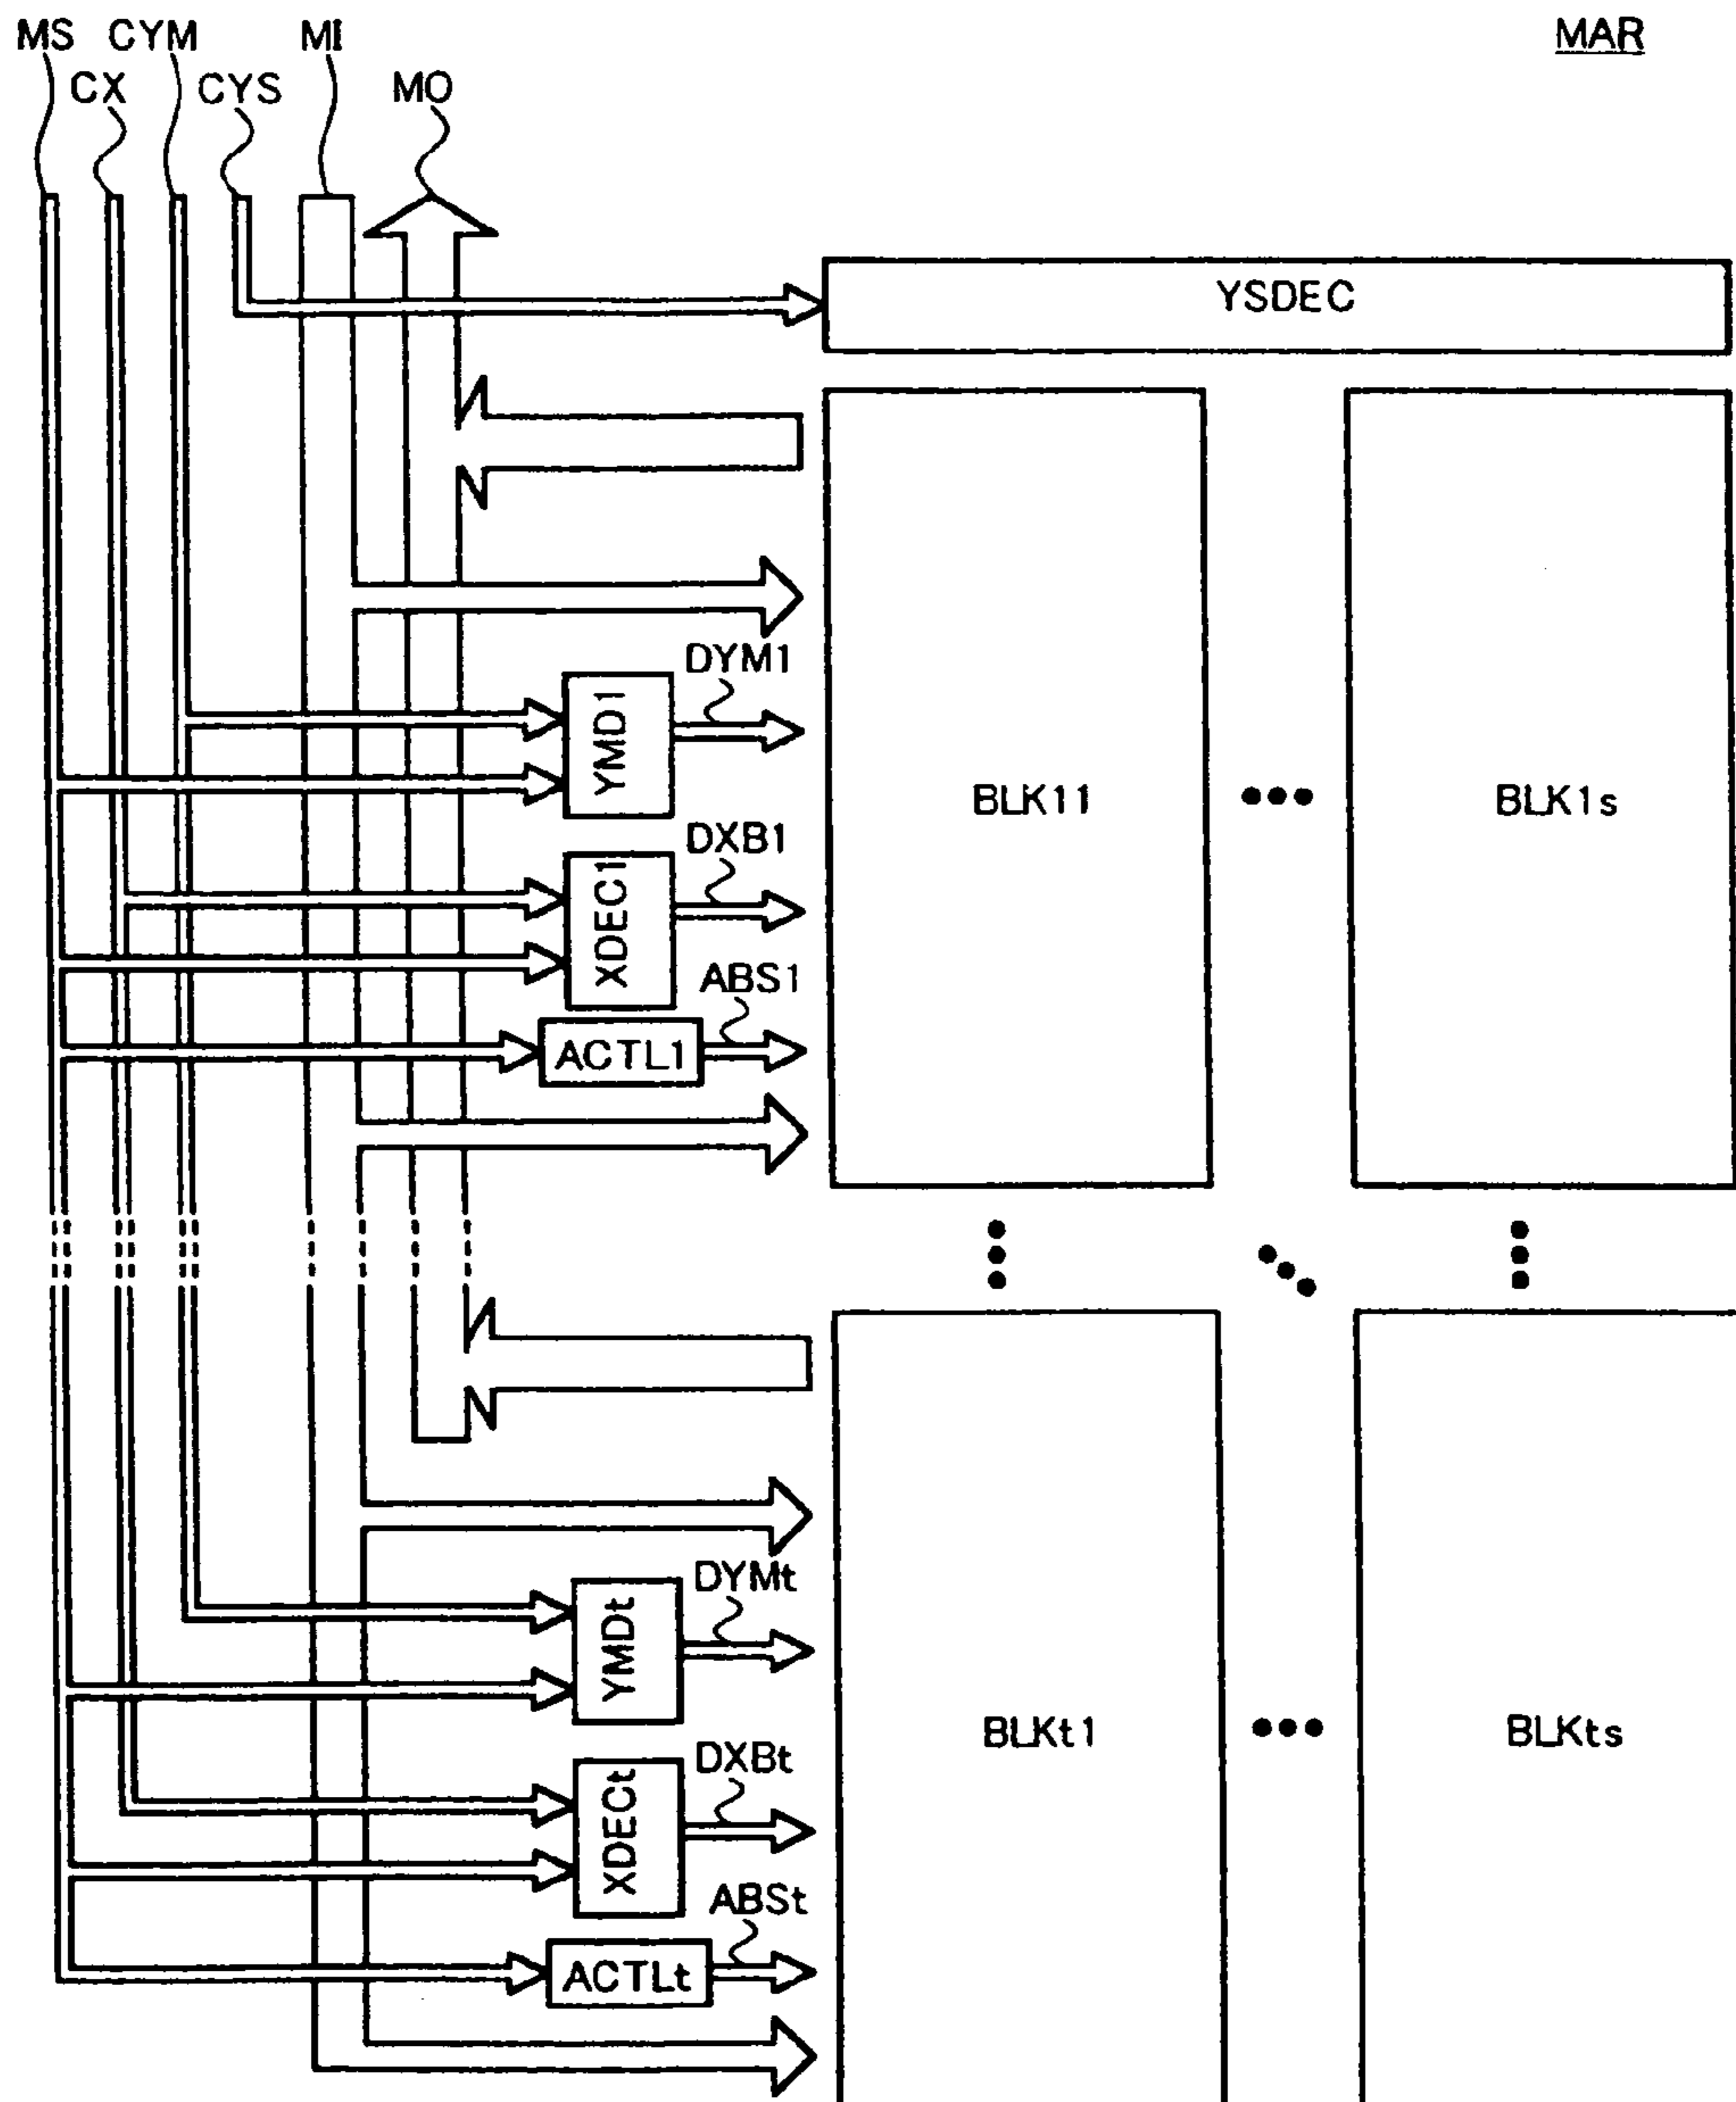 MS CYM MI MAR
CX CYS MO
YSDEC
DYM1
YMD1
BLK11 BLK1s
DXB1
XDEC1
ABS1
ACTL1
DYMt
YMDt
BLKt1 BLKts
DXBt
XDECt
ABSt
ACTLt